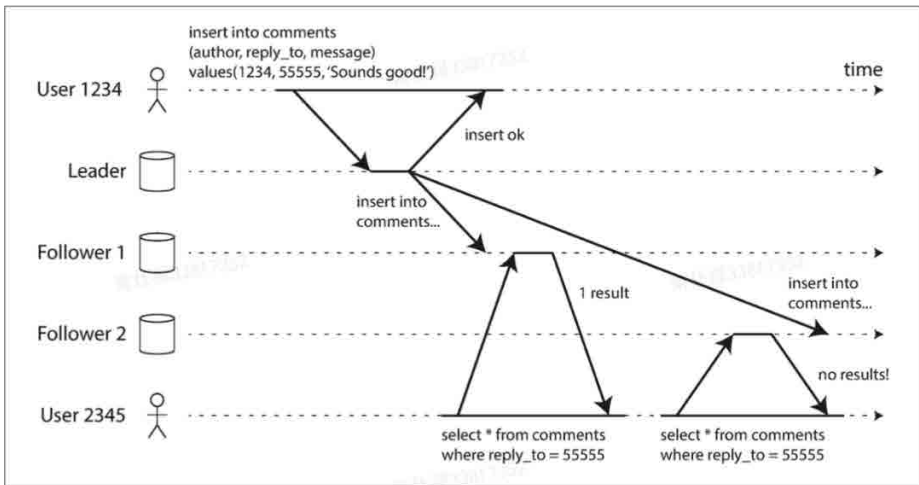 insert into comments
(author, reply_to, message)
values(1234, 55555, 'Sounds good!')
time
User 1234
insert ok
Leader
insert into
comments...
Follower 1
1 result
insert into
comments...
Follower 2
no results!
User 2345
select * from comments
where reply_to = 55555
select * from comments
where reply_to = 55555